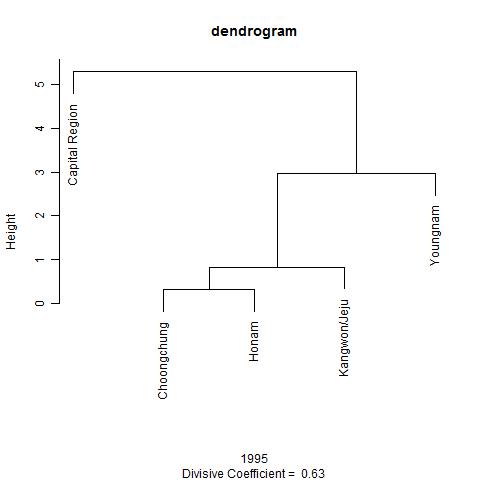 dendrogram
Height
5
4
3
2
1
0
Capital Region
Choongchung
Honam
Kangwon/Jeju
Youngnam
1995
Divisive Coefficient = 0.63